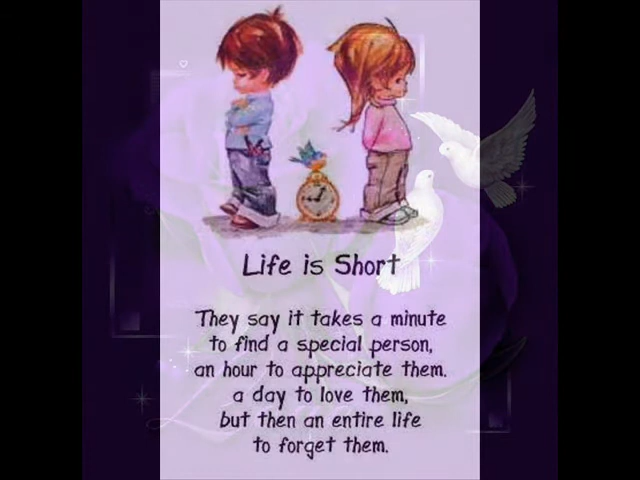 Life is Short
They say it takes a minute
to find a special person,
an hour to appreciate them.
a day to love them,
but then an entire life
to forget them.